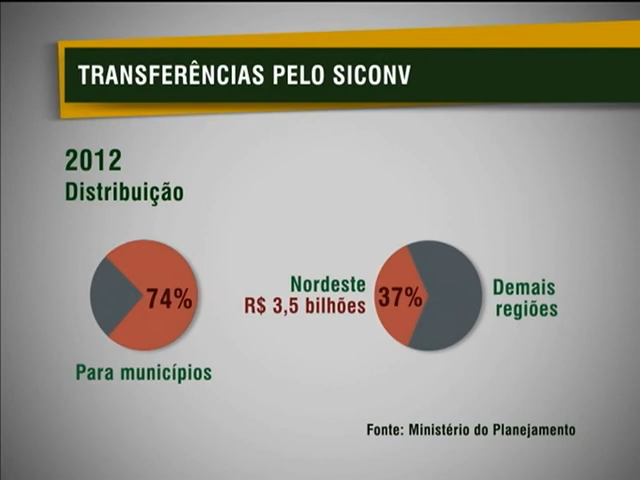 TRANSFERÊNCIAS PELO SICONV
2012
Distribuição
74%
Para municípios
Nordeste
R$ 3,5 bilhões
37%
Demais
regiões
Fonte: Ministério do Planejamento